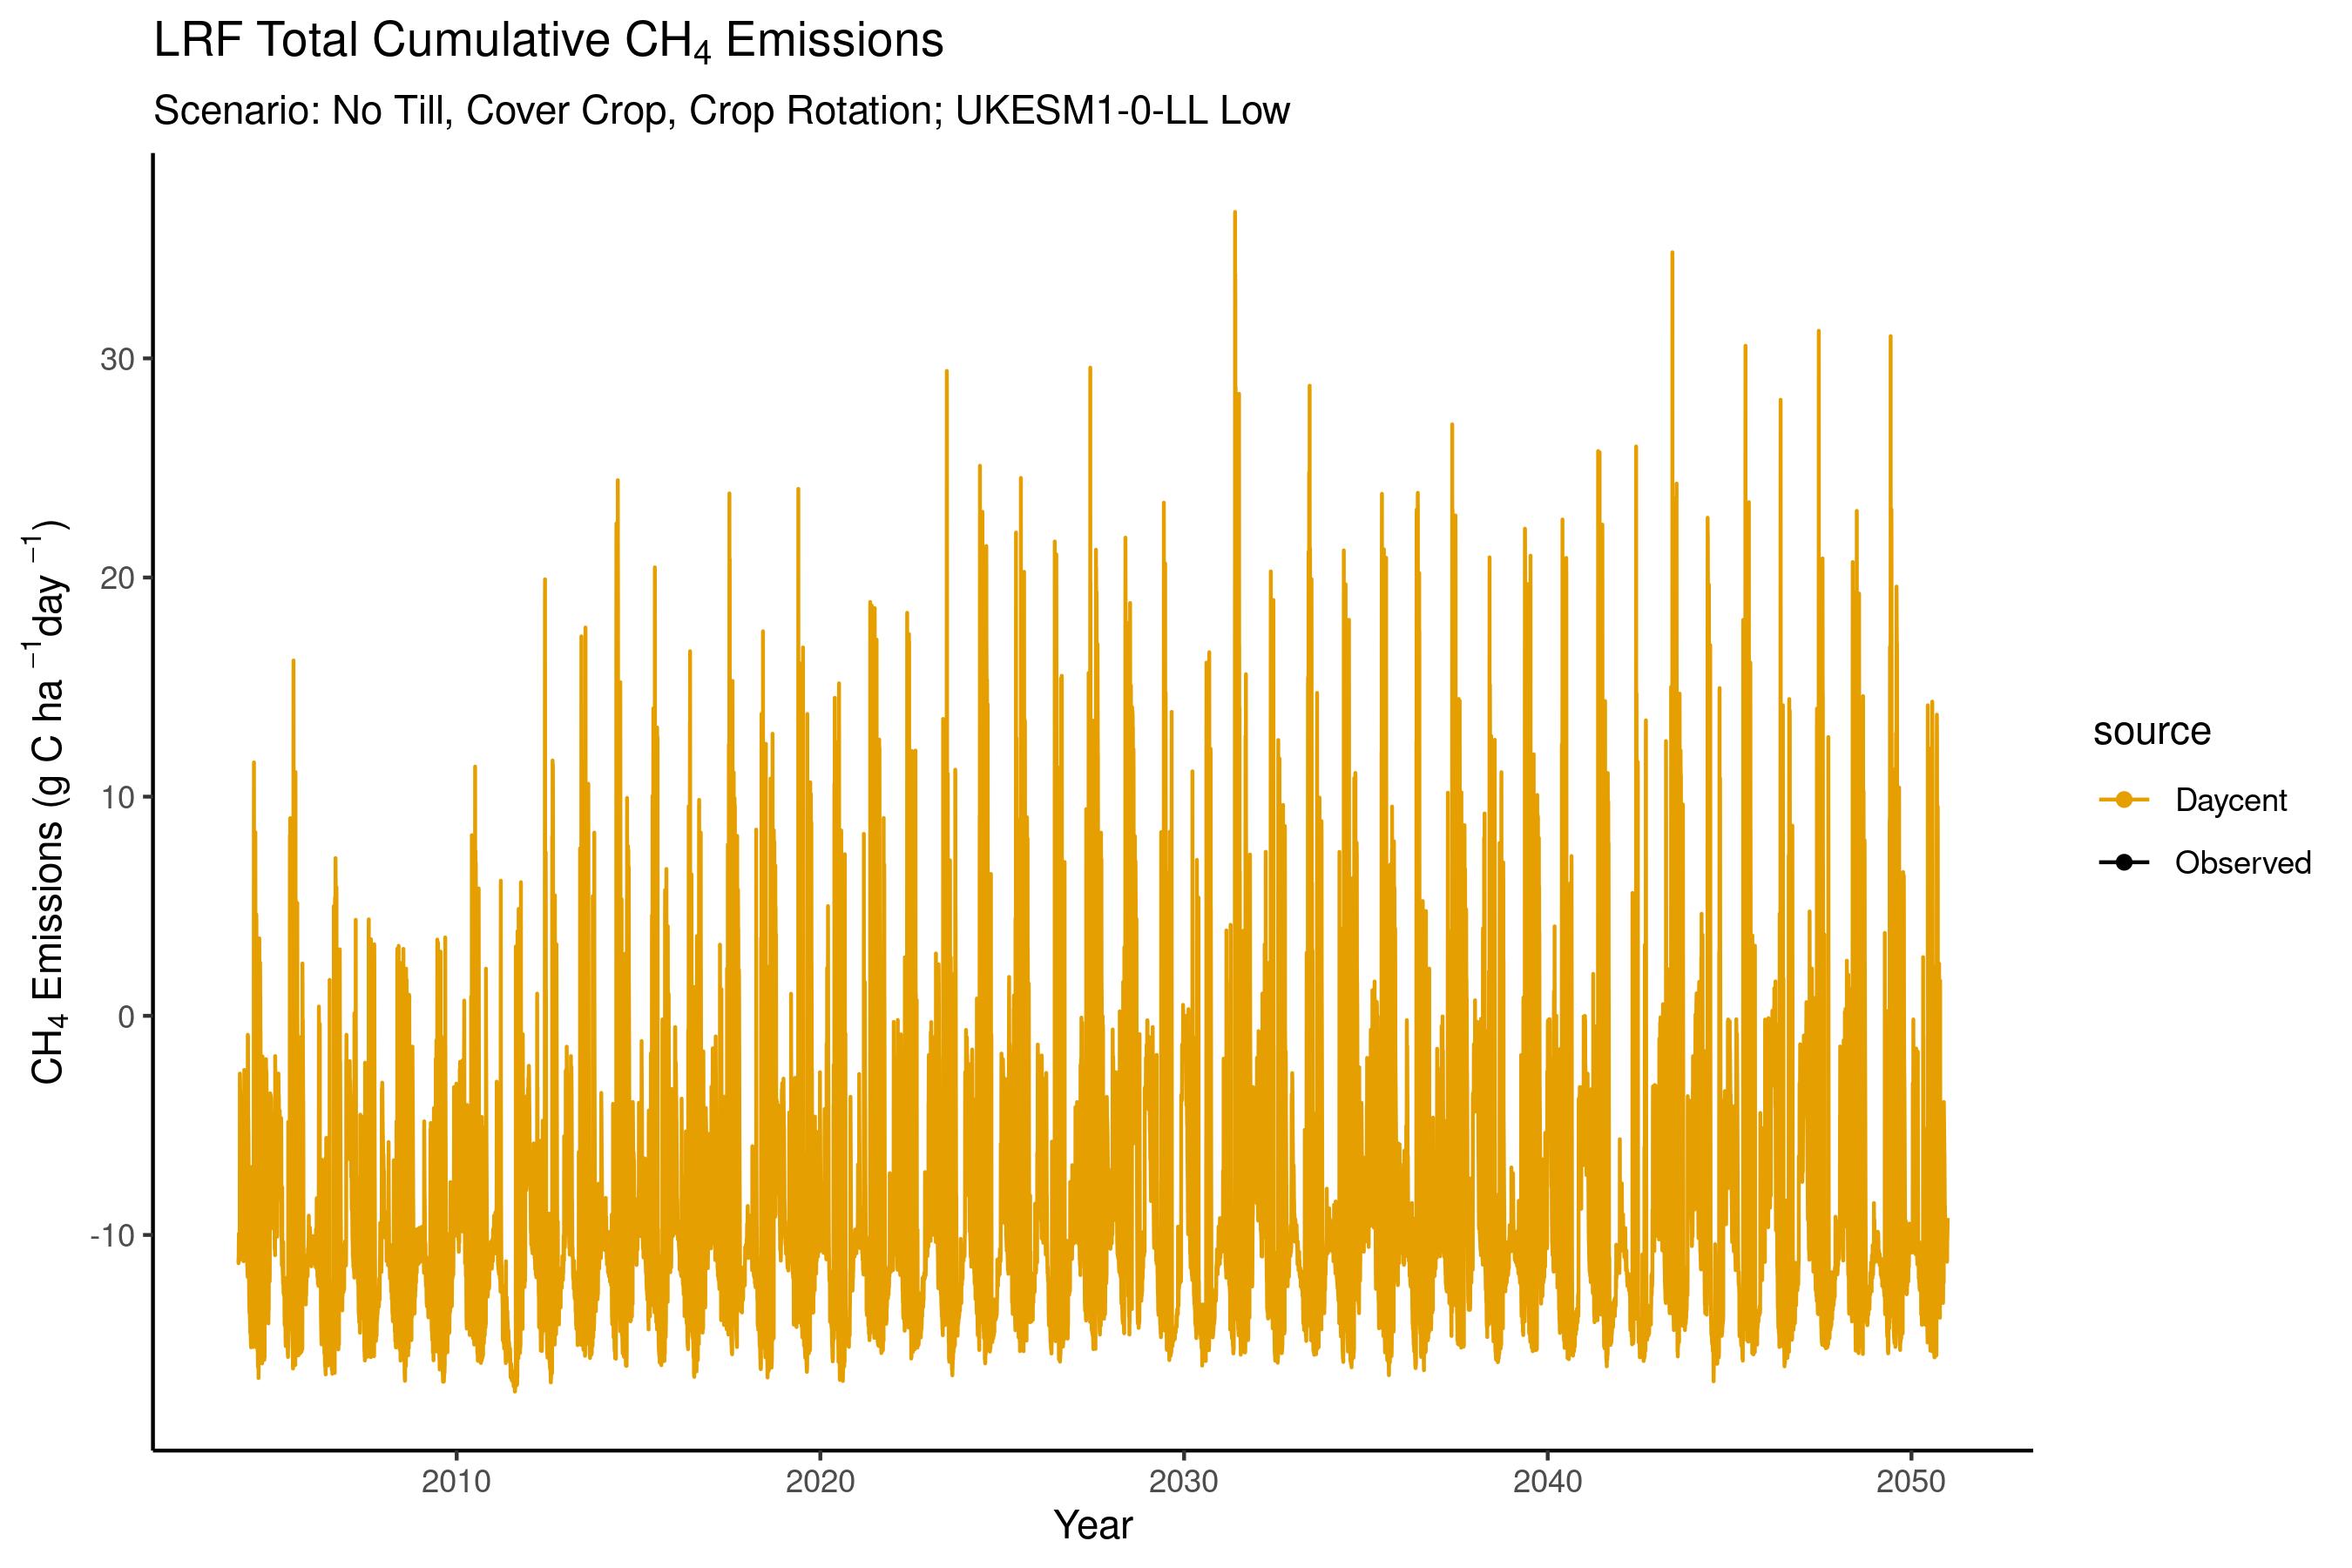 LRF Total Cumulative CH₄ Emissions
Scenario: No Till, Cover Crop, Crop Rotation; UKESM1-0-LL Low
CH₄ Emissions (g C ha ⁻¹day ⁻¹)
30
20
10
0
-10
2010 2020 2030 2040 2050
Year
source
Daycent
Observed